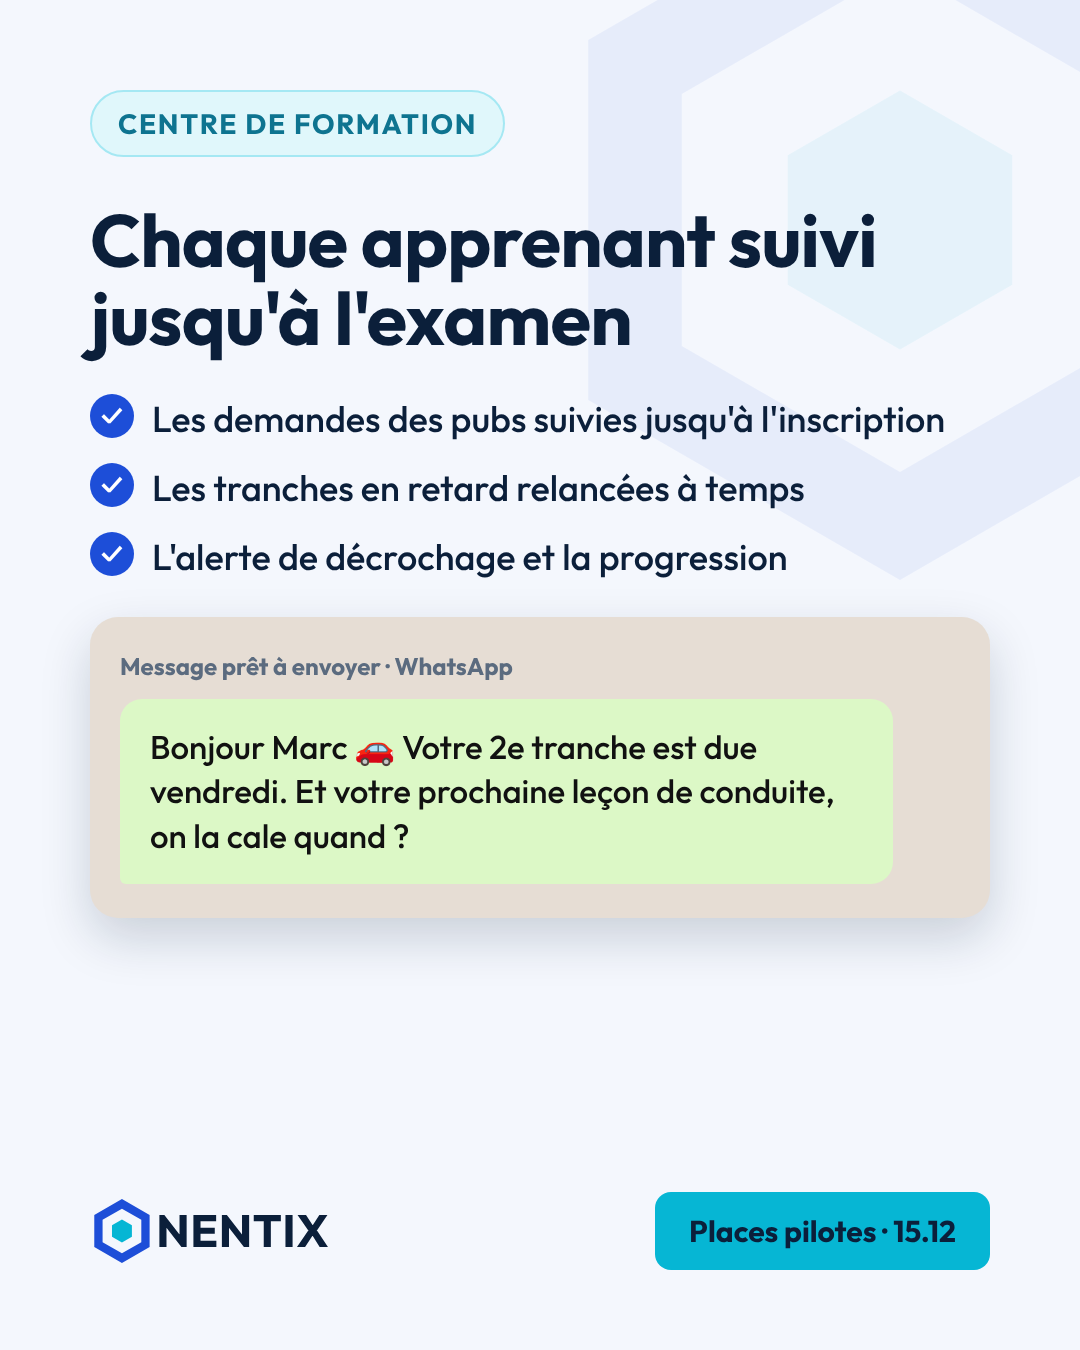 CENTRE DE FORMATION
Chaque apprenant suivi
jusqu'à l'examen
Les demandes des pubs suivies jusqu'à l'inscription
Les tranches en retard relancées à temps
L'alerte de décrochage et la progression
Message prêt à envoyer · WhatsApp
Bonjour Marc 🚗 Votre 2e tranche est due
vendredi. Et votre prochaine leçon de conduite,
on la cale quand ?
NENTIX
Places pilotes · 15.12